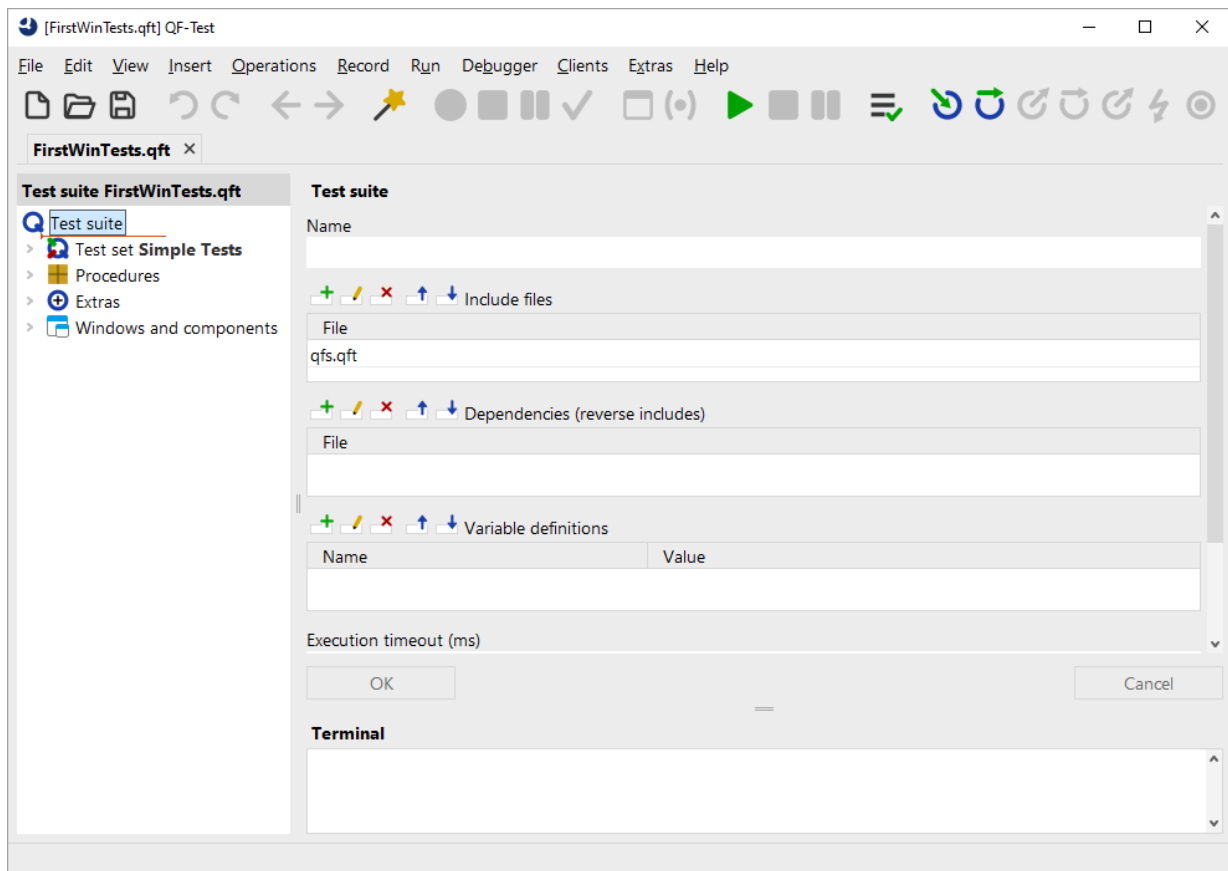 [FirstWinTests.qft] QF-Test
File Edit View Insert Operations Record Run Debugger Clients Extras Help
FirstWinTests.qft
Test suite FirstWinTests.qft
Test suite
Test set Simple Tests
Procedures
Extras
Windows and components
Test suite
Name
Include files
File
qfs.qft
Dependencies (reverse includes)
File
Variable definitions
Name Value
Execution timeout (ms)
OK Cancel
Terminal